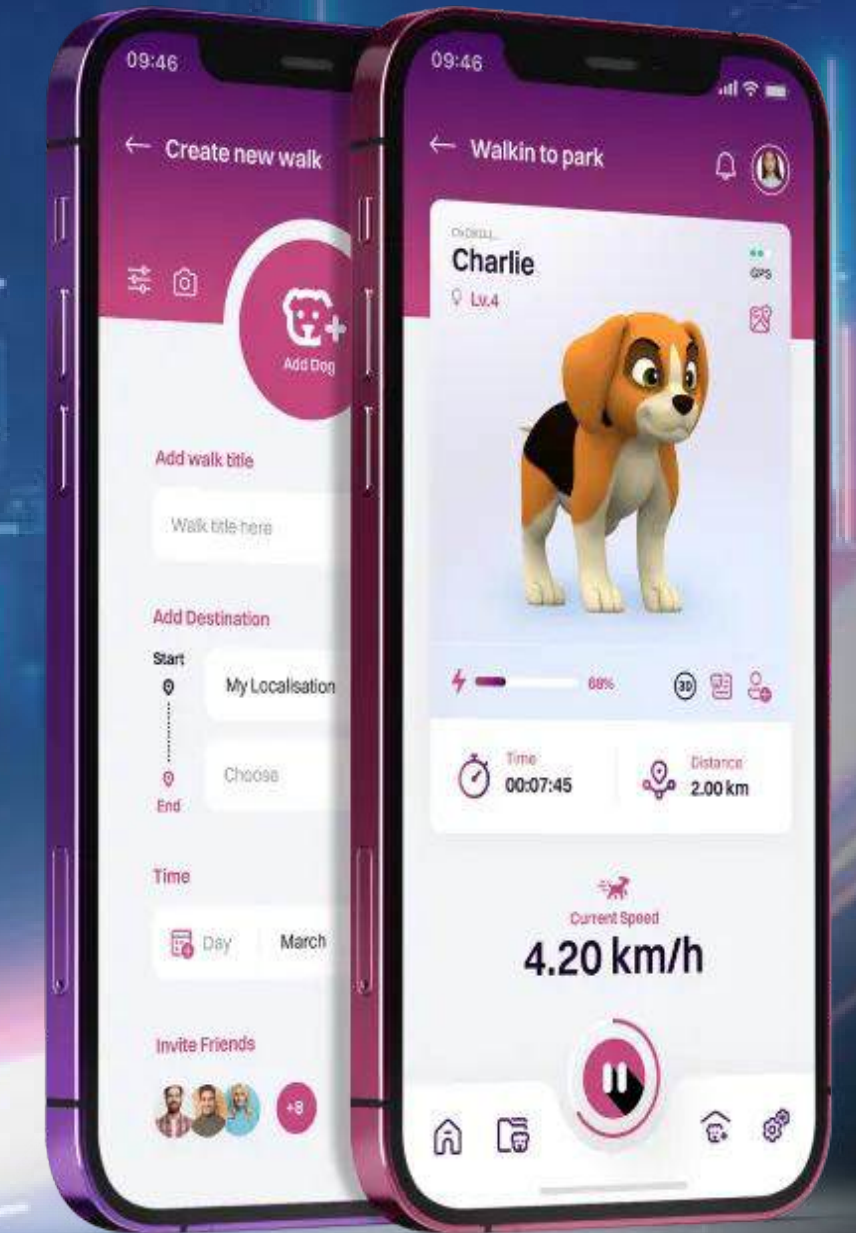 09:46
Create new walk
Add Dog
Add walk title
Walk title here
Add Destination
Start
My Localisation
Choose
End
Time
Day
March
Invite Friends
+8
09:46
Walkin to park
Charlie
GPS
Lv.4
68%
3D
Time
00:07:45
Distance
2.00 km
Current Speed
4.20 km/h